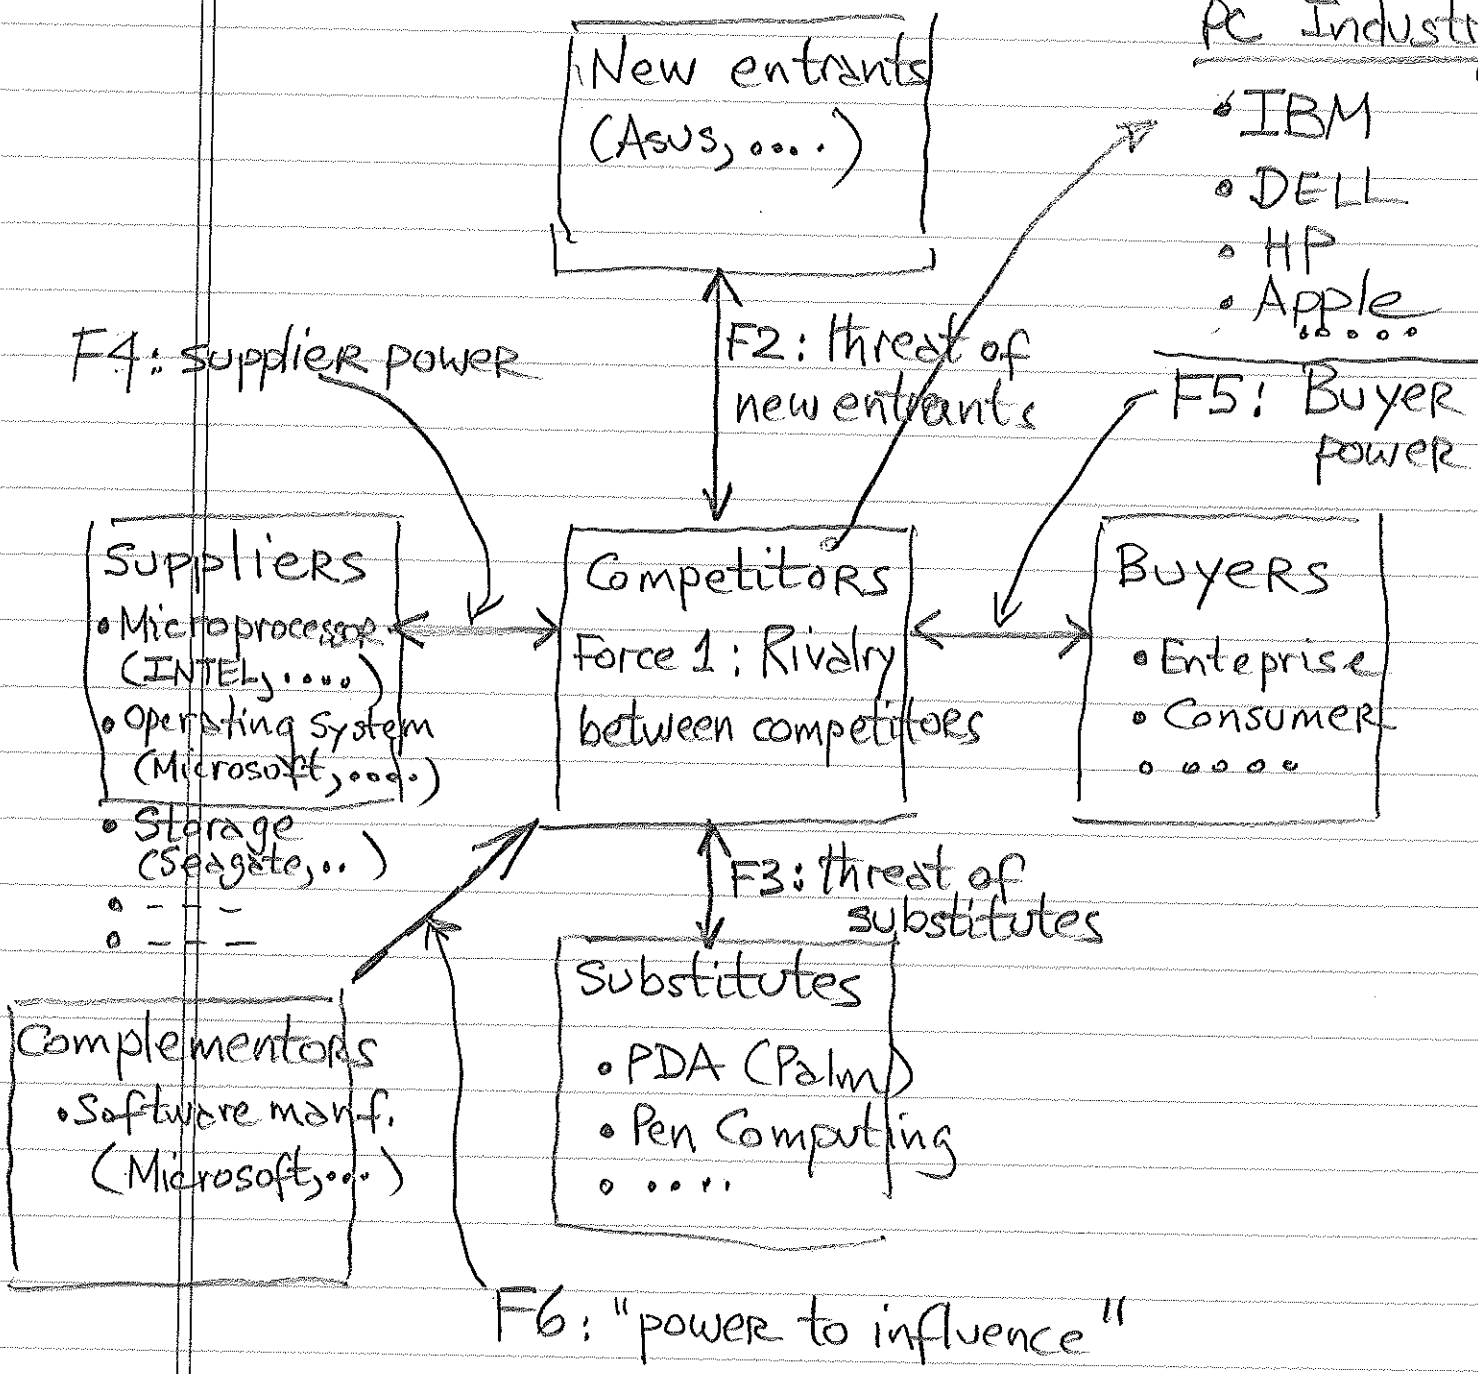 New entrants
(Asus, ....)
PC
• IBM
• DELL
• HP
• Apple
.....
F4: supplier power
F2: threat of
new entrants
F5: Buyer
power
Suppliers
• Microprocessor
(INTEL, ....)
• Operating system
(Microsoft, ....)
• Storage
(Seagate, ..)
• - - -
• - - -
Competitors
Force 1: Rivalry
between competitors
Buyers
• Enteprise
• Consumer
• ....
F3: threat of
substitutes
Substitutes
• PDA (Palm)
• Pen Computing
• ....
Complementors
• Software manf.
(Microsoft, ...)
F6: "power to influence"